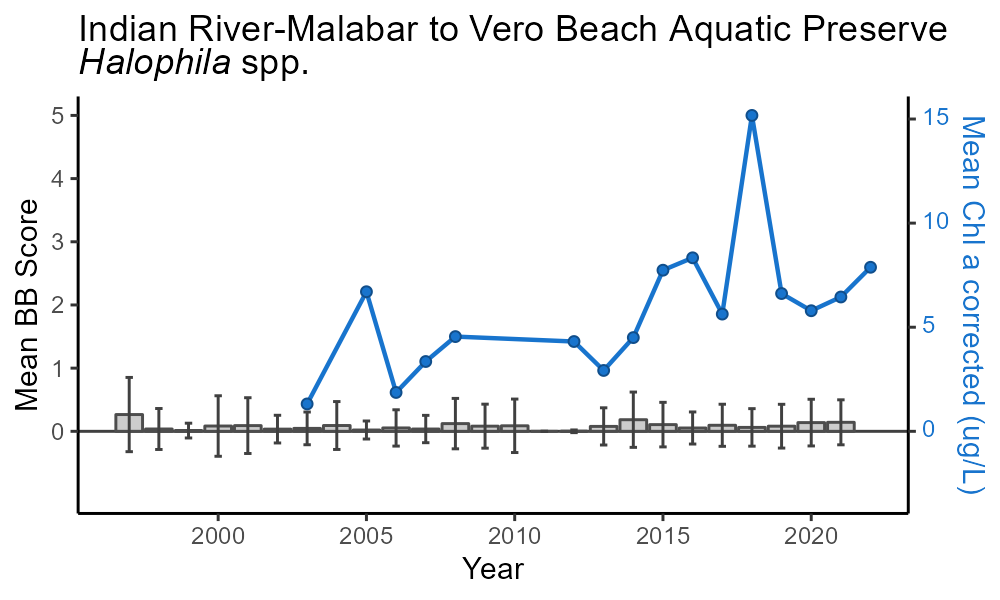 Indian River-Malabar to Vero Beach Aquatic Preserve
Halophila spp.
5
4
3
2
1
0
Mean BB Score
15
10
5
0
Mean Chl a corrected (ug/L)
2000 2005 2010 2015 2020
Year